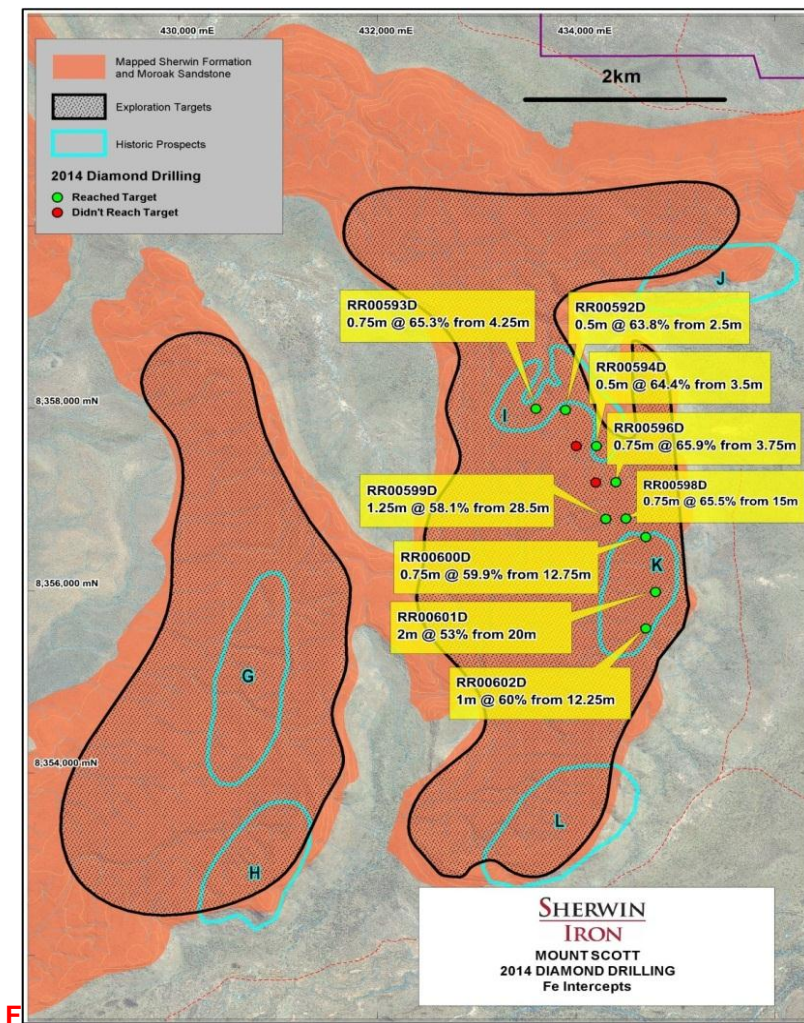 430,000 mE
432,000 mE
434,000 mE
Mapped Sherwin Formation
and Moroak Sandstone
Exploration Targets
Historic Prospects
2014 Diamond Drilling
Reached Target
Didn't Reach Target
2km
J
RR00593D
0.75m @ 65.3% from 4.25m
RR00592D
0.5m @ 63.8% from 2.5m
RR00594D
0.5m @ 64.4% from 3.5m
8,358,000 mN
I
RR00596D
0.75m @ 65.9% from 3.75m
RR00599D
1.25m @ 58.1% from 28.5m
RR00598D
0.75m @ 65.5% from 15m
RR00600D
0.75m @ 59.9% from 12.75m
K
8,356,000 mN
RR00601D
2m @ 53% from 20m
G
RR00602D
1m @ 60% from 12.25m
8,354,000 mN
L
H
SHERWIN
IRON
MOUNT SCOTT
2014 DIAMOND DRILLING
Fe Intercepts
F